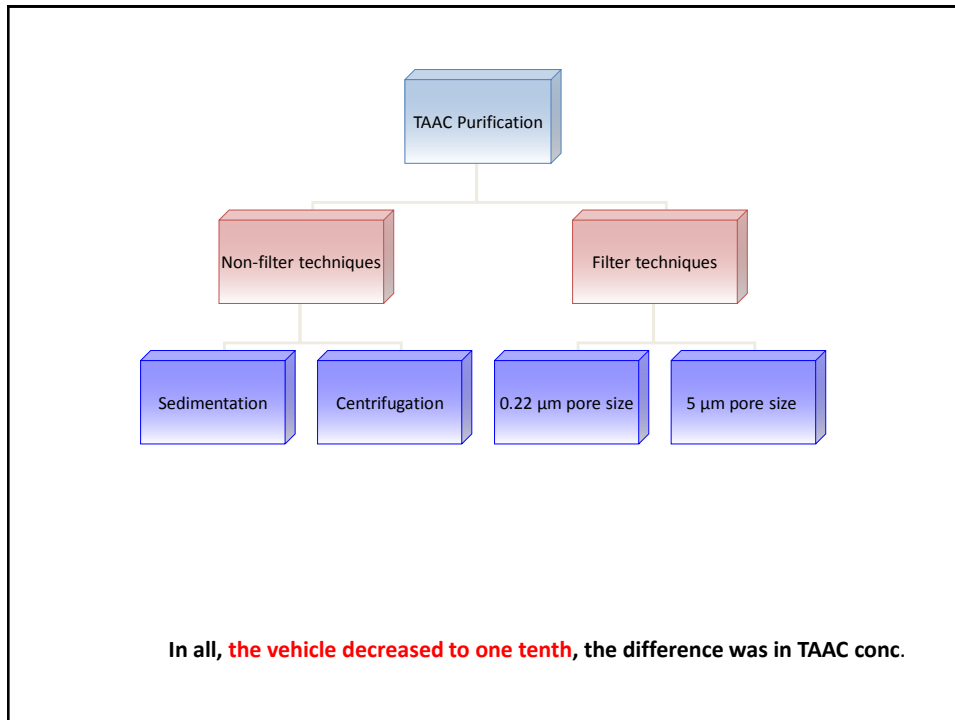 TAAC Purification
Non-filter techniques
Filter techniques
Sedimentation
Centrifugation
0.22 µm pore size
5 µm pore size
In all, the vehicle decreased to one tenth, the difference was in TAAC conc.